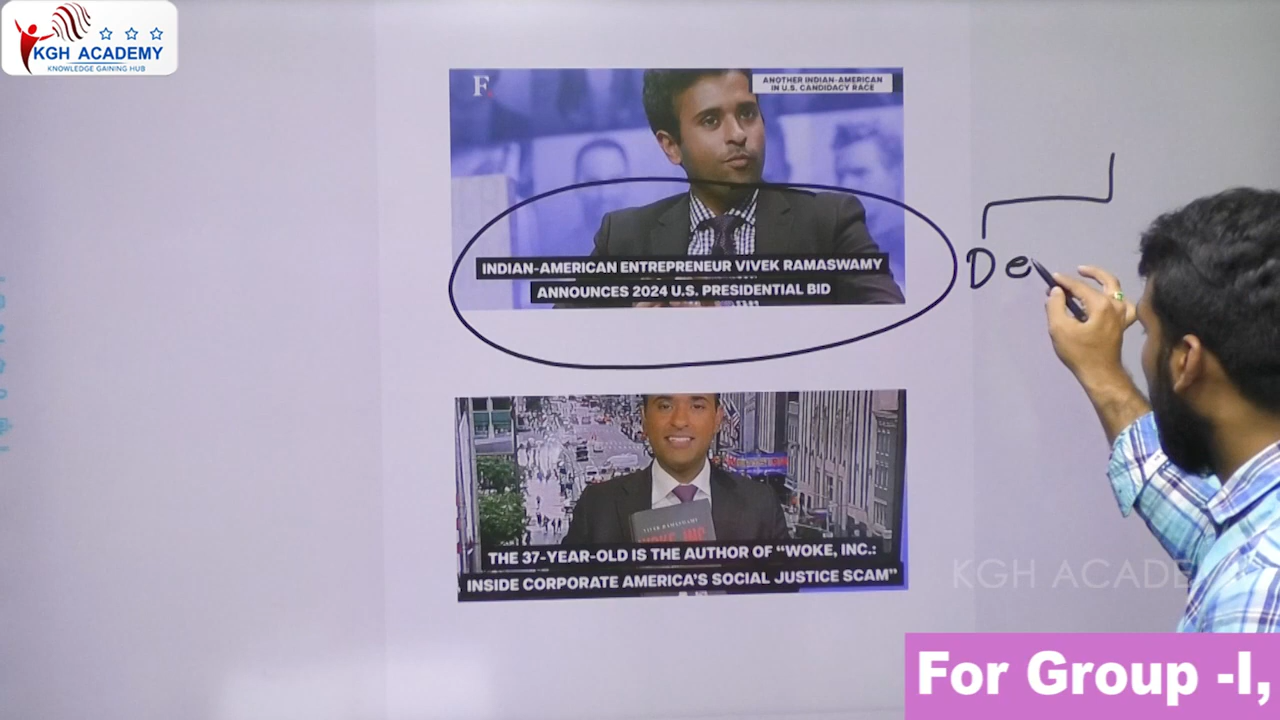 KGH ACADEMY
KNOWLEDGE GAINING HUB
F
ANOTHER INDIAN-AMERICAN
IN U.S. CANDIDACY RACE
INDIAN-AMERICAN ENTREPRENEUR VIVEK RAMASWAMY
ANNOUNCES 2024 U.S. PRESIDENTIAL BID
De
VIVEK RAMASWAMY
WOKE, INC
THE 37-YEAR-OLD IS THE AUTHOR OF “WOKE, INC.:
INSIDE CORPORATE AMERICA'S SOCIAL JUSTICE SCAM”
KGH ACADE
For Group -I,